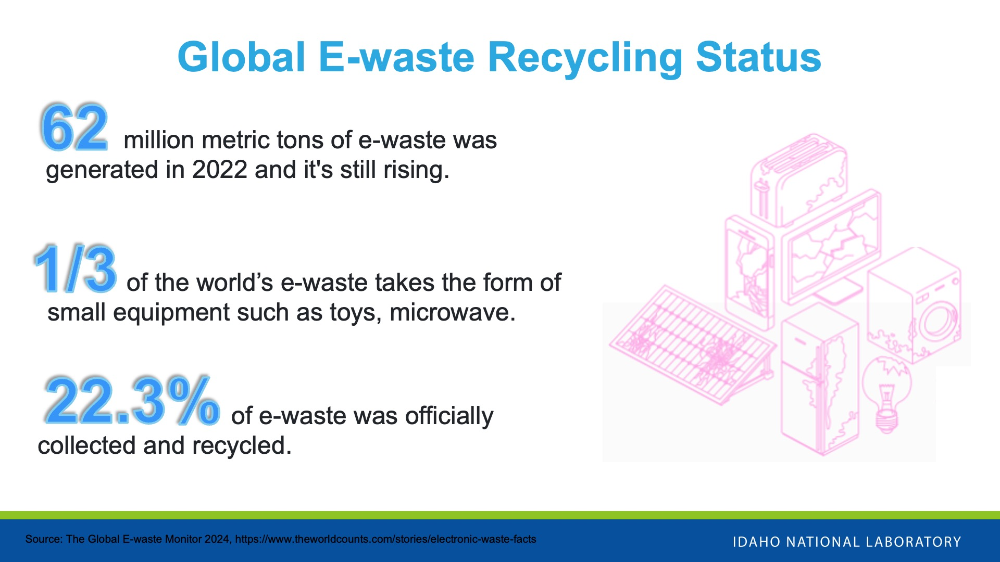 Global E-waste Recycling Status
62 million metric tons of e-waste was
generated in 2022 and it's still rising.
1/3 of the world’s e-waste takes the form of
small equipment such as toys, microwave.
22.3% of e-waste was officially
collected and recycled.
Source: The Global E-waste Monitor 2024, https://www.theworldcounts.com/stories/electronic-waste-facts
IDAHO NATIONAL LABORATORY